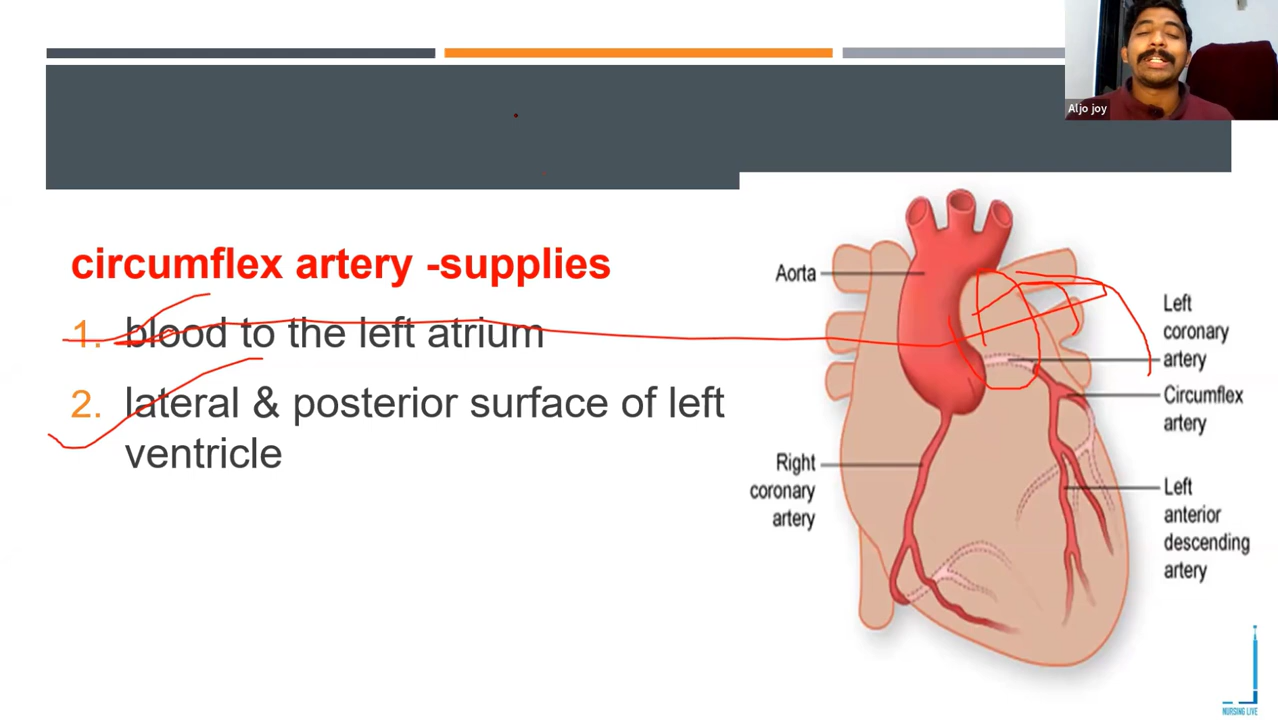 Aljo joy
circumflex artery -supplies
1. blood to the left atrium
2. lateral & posterior surface of left
ventricle
Aorta
Right
coronary
artery
Left
coronary
artery
Circumflex
artery
Left
anterior
descending
artery
NURSING LIVE